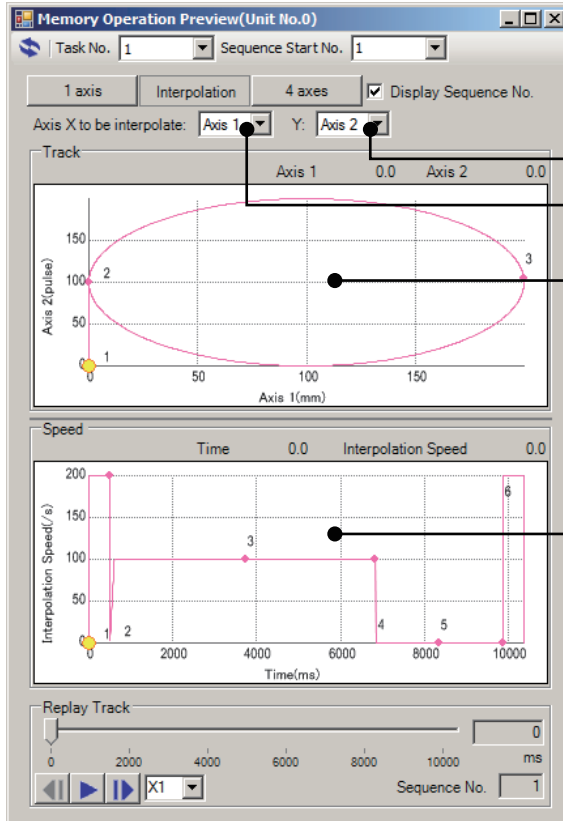 Memory Operation Preview(Unit No.0)
Task No. 1 Sequence Start No. 1
1 axis Interpolation 4 axes Display Sequence No.
Axis X to be interpolate: Axis 1 Y: Axis 2
Track
Axis 1 0.0 Axis 2 0.0
Axis 2(pulse)
150
100
50
0
2
3
1
0 50 100 150
Axis 1(mm)
Speed
Time 0.0 Interpolation Speed 0.0
Interpolation Speed(/s)
200
150
100
50
0
6
3
1 2 4 5
0 2000 4000 6000 8000 10000
Time(ms)
Replay Track
0
0 2000 4000 6000 8000 10000 ms
X1 Sequence No. 1